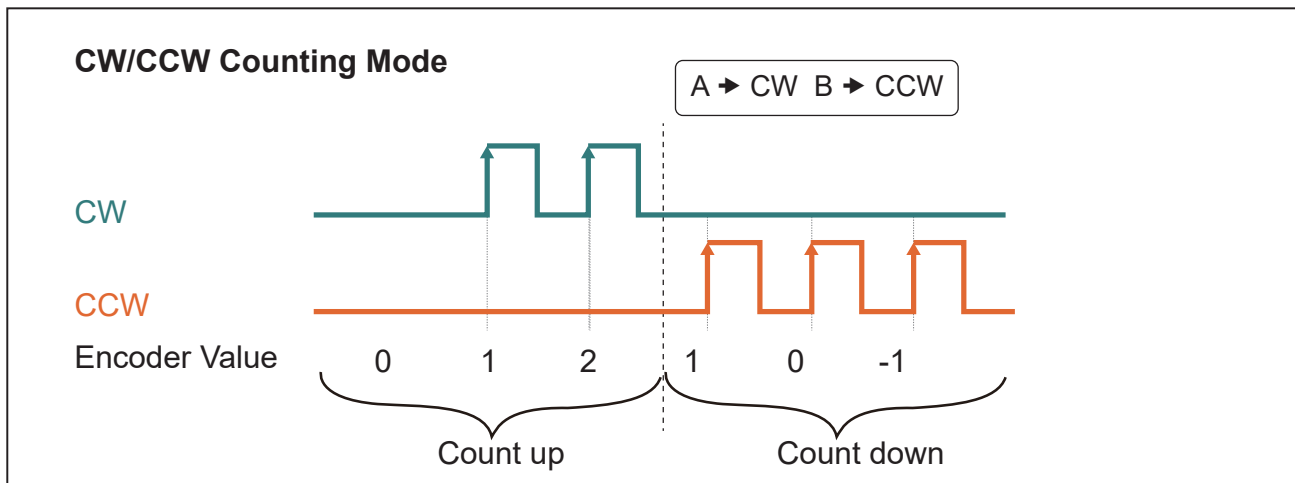 CW/CCW Counting Mode
A → CW B → CCW
CW
CCW
Encoder Value 0 1 2 1 0 -1
Count up Count down